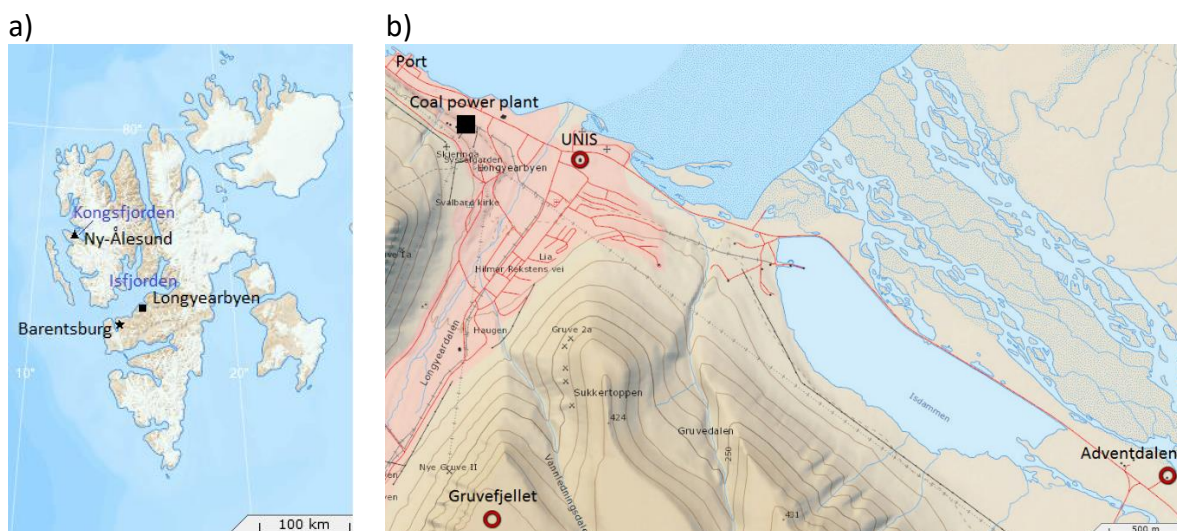 a)
80°
Kongsfjorden
Ny-Ålesund
Isfjorden
Longyearbyen
Barentsburg
10°
20°
100 km
b)
Port
Coal power plant
UNIS
Longyearbyen
Svalbard kirke
Lia
Hilmar Rekstens vei
Haugen
Longyeardalen
Gruve 2a
Sukkertoppen
424
Gruvedalen
250
Isdammen
Adventdalen
Nye Gruve II
Vannledningsdalen
Gruvefjellet
431
500 m